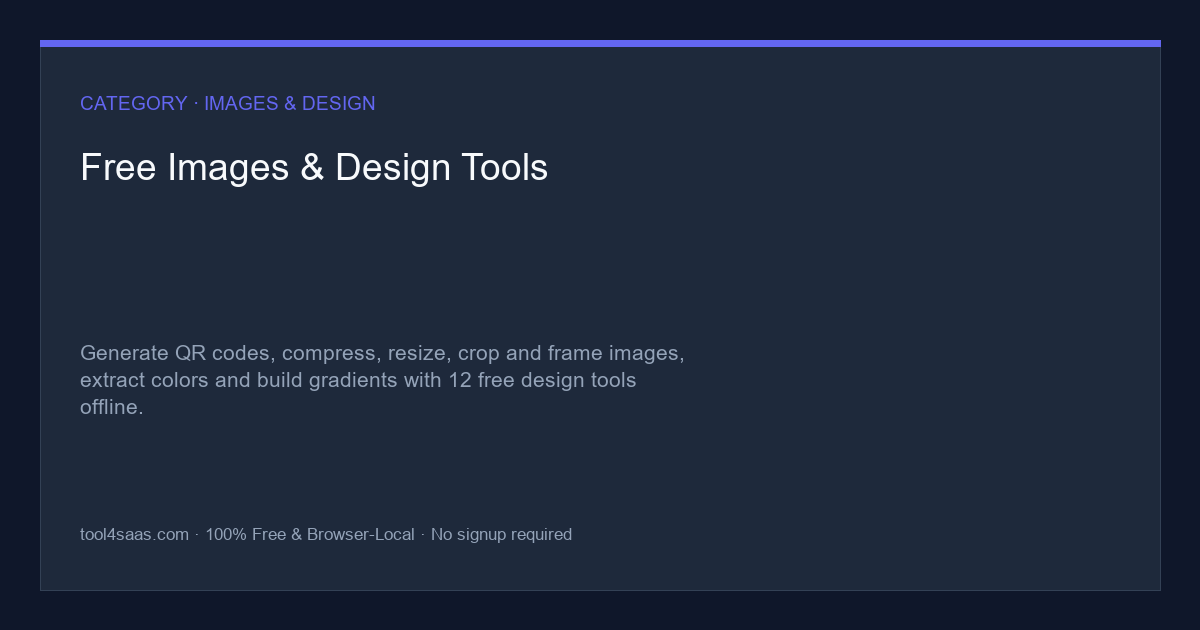 CATEGORY · IMAGES & DESIGN
Free Images & Design Tools
Generate QR codes, compress, resize, crop and frame images,
extract colors and build gradients with 12 free design tools
offline.
tool4saas.com · 100% Free & Browser-Local · No signup required